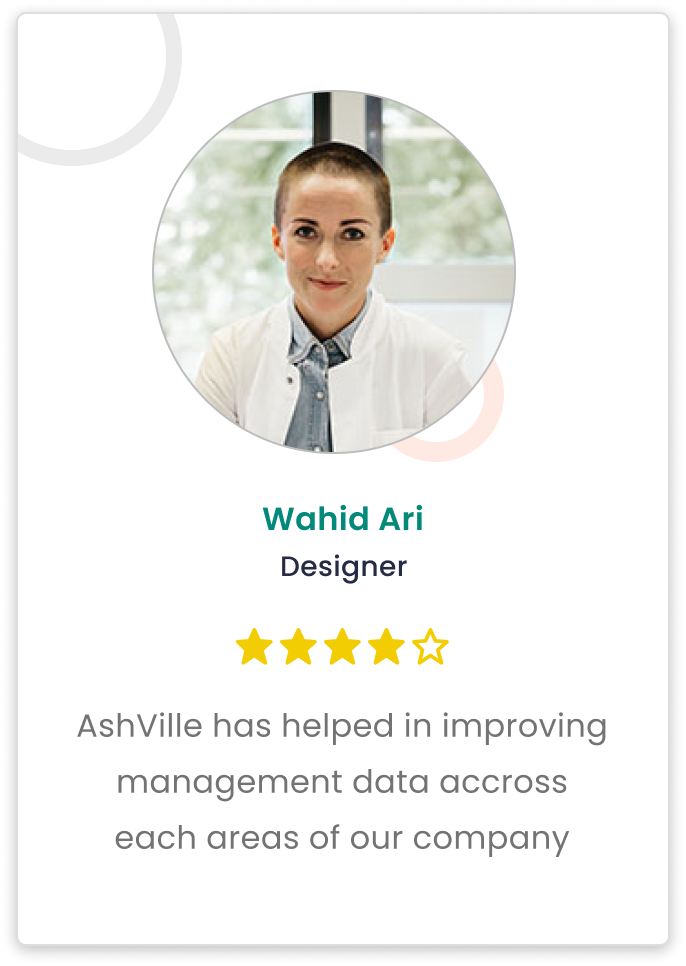 Wahid Ari
Designer
AshVille has helped in improving
management data accross
each areas of our company